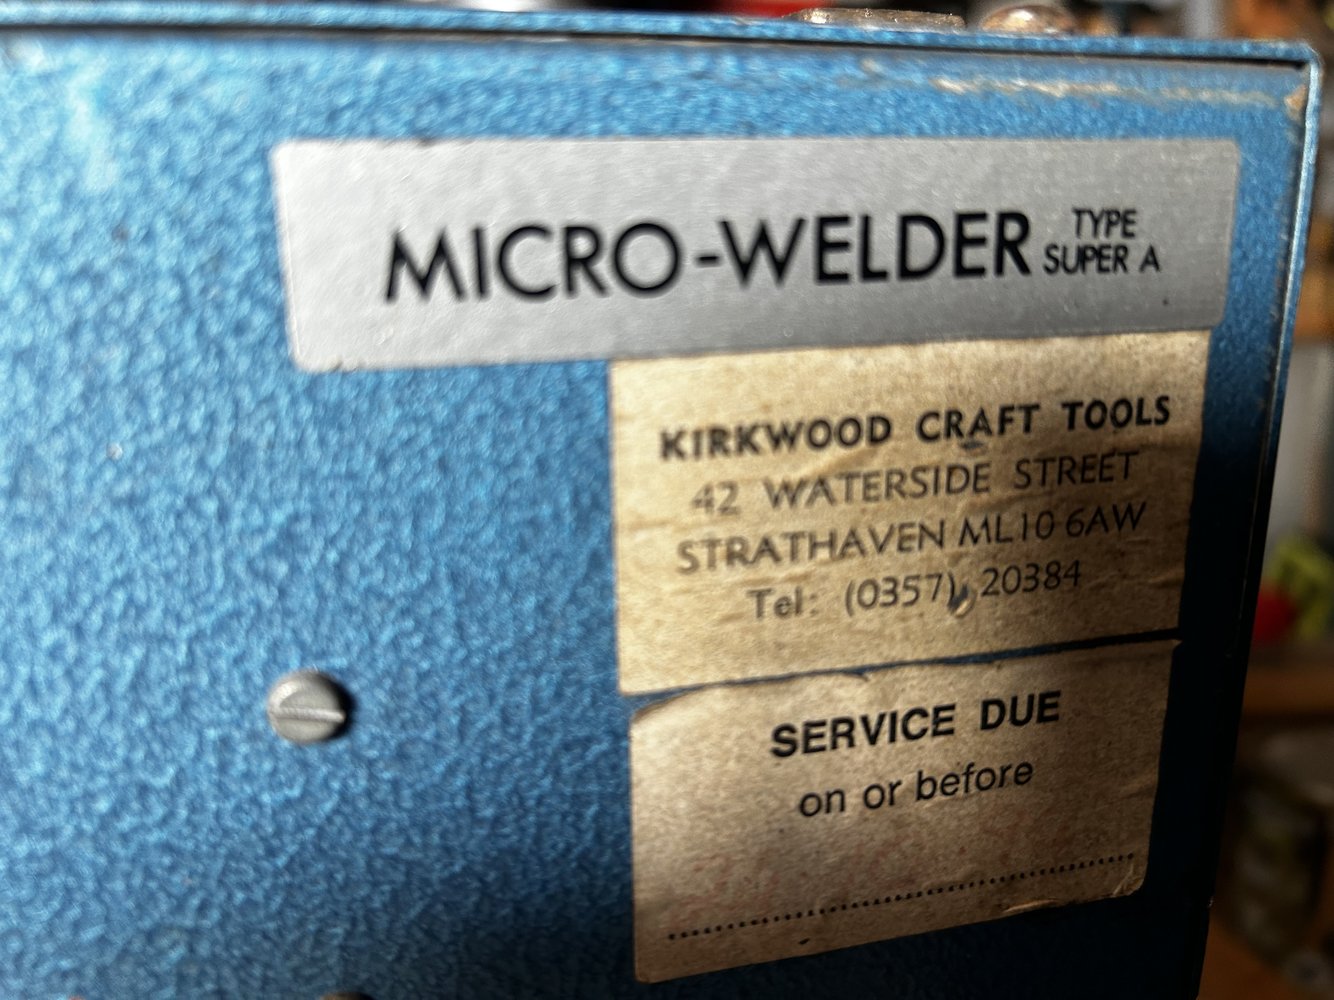 MICRO-WELDER TYPE SUPER A
KIRKWOOD CRAFT TOOLS
42 WATERSIDE STREET
STRATHAVEN ML10 6AW
Tel: (0357) 20384
SERVICE DUE
on or before